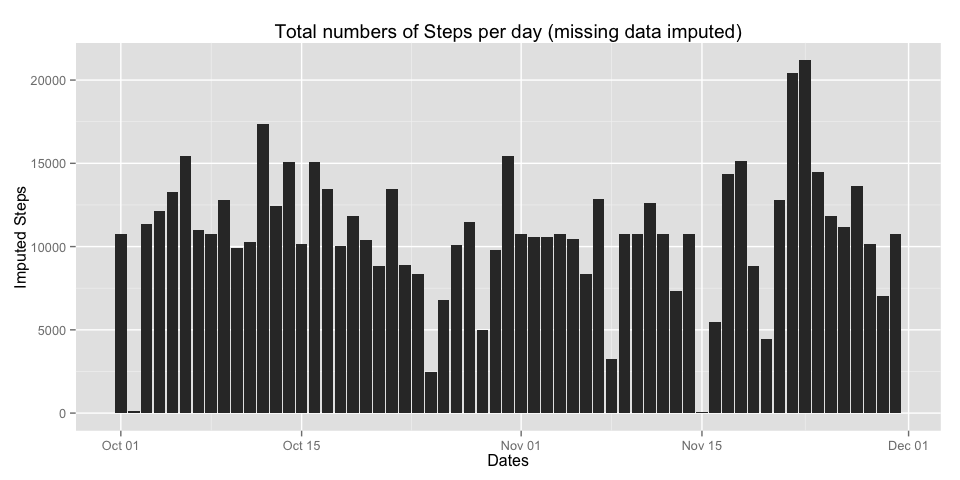 Total numbers of Steps per day (missing data imputed)
Imputed Steps
20000
15000
10000
5000
0
Oct 01
Oct 15
Nov 01
Nov 15
Dec 01
Dates